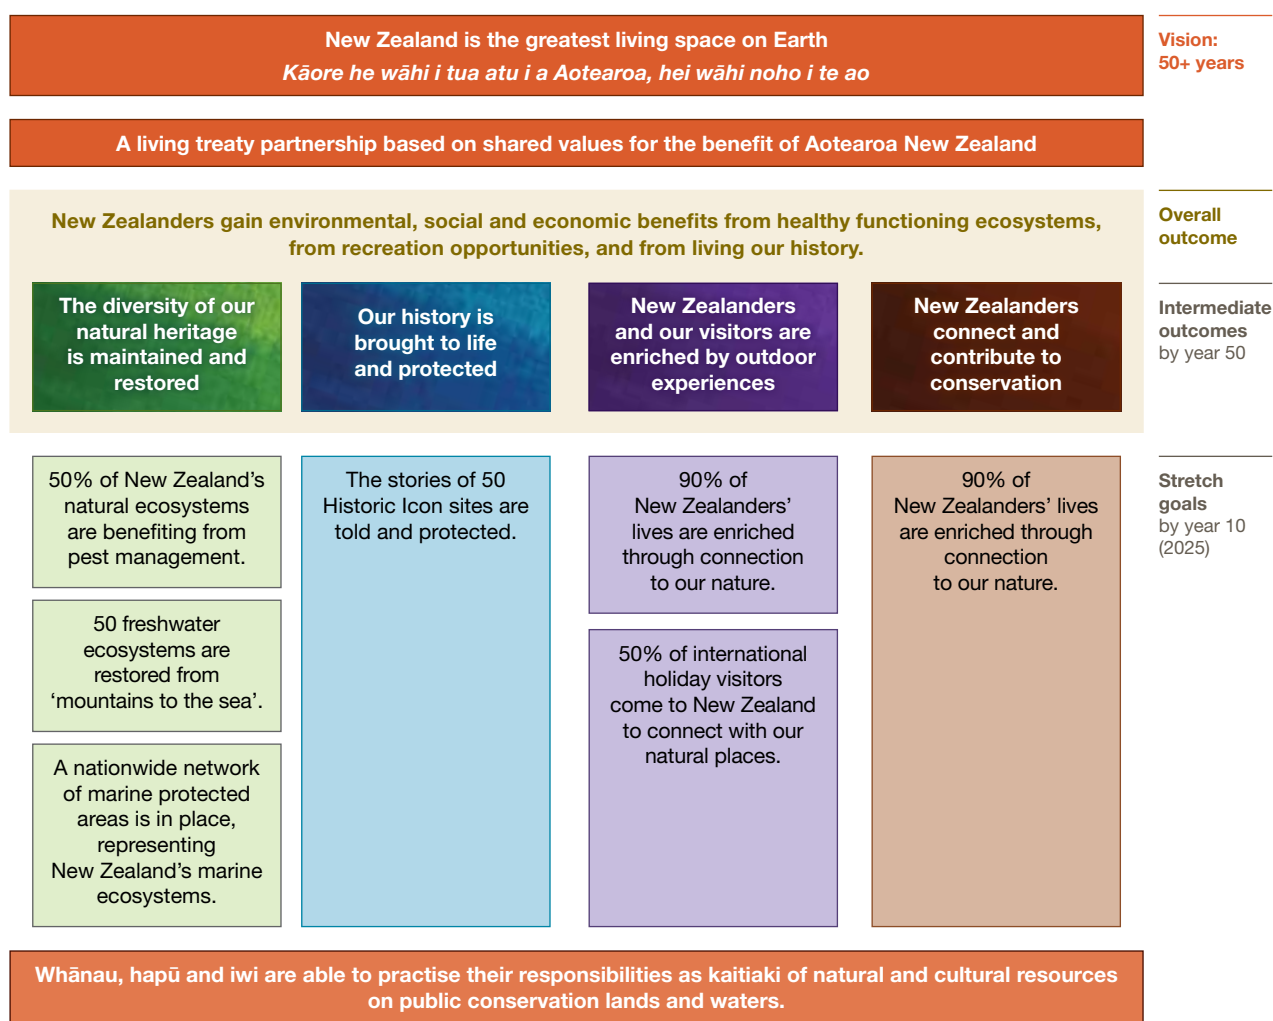 New Zealand is the greatest living space on Earth
Kāore he wāhi i tua atu i a Aotearoa, hei wāhi noho i te ao
Vision:
50+ years
A living treaty partnership based on shared values for the benefit of Aotearoa New Zealand
New Zealanders gain environmental, social and economic benefits from healthy functioning ecosystems,
from recreation opportunities, and from living our history.
Overall
outcome
The diversity of our
natural heritage
is maintained and
restored
Our history is
brought to life
and protected
New Zealanders
and our visitors are
enriched by outdoor
experiences
New Zealanders
connect and
contribute to
conservation
Intermediate
outcomes
by year 50
50% of New Zealand’s
natural ecosystems
are benefiting from
pest management.
50 freshwater
ecosystems are
restored from
‘mountains to the sea’.
A nationwide network
of marine protected
areas is in place,
representing
New Zealand’s marine
ecosystems.
The stories of 50
Historic Icon sites are
told and protected.
90% of
New Zealanders’
lives are enriched
through connection
to our nature.
50% of international
holiday visitors
come to New Zealand
to connect with our
natural places.
90% of
New Zealanders’ lives
are enriched through
connection
to our nature.
Stretch
goals
by year 10
(2025)
Whānau, hapū and iwi are able to practise their responsibilities as kaitiaki of natural and cultural resources
on public conservation lands and waters.